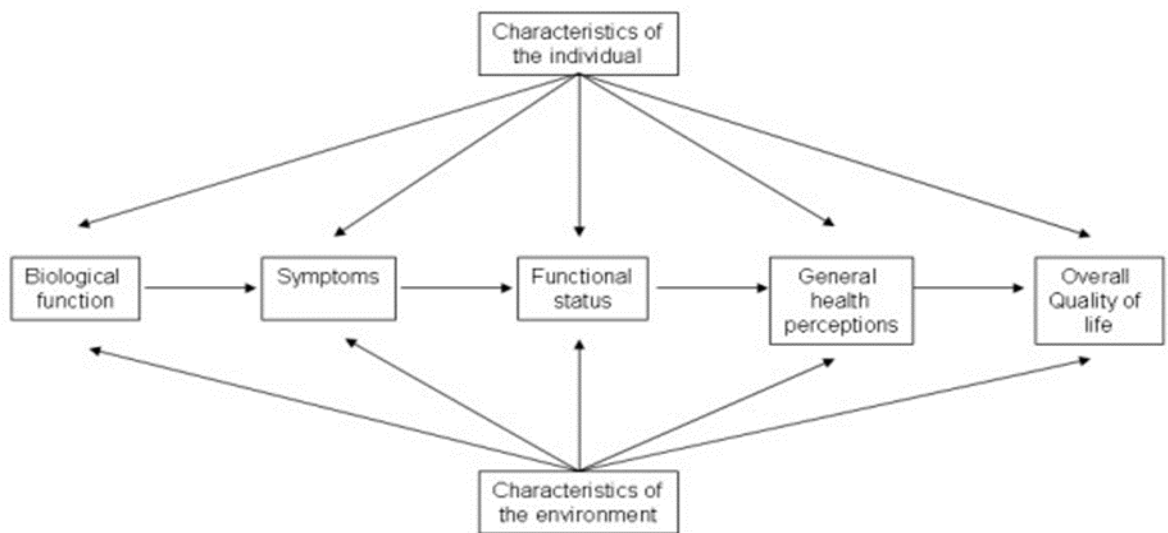 Characteristics of
the individual
Biological
function
Symptoms
Functional
status
General
health
perceptions
Overall
Quality of
life
Characteristics of
the environment